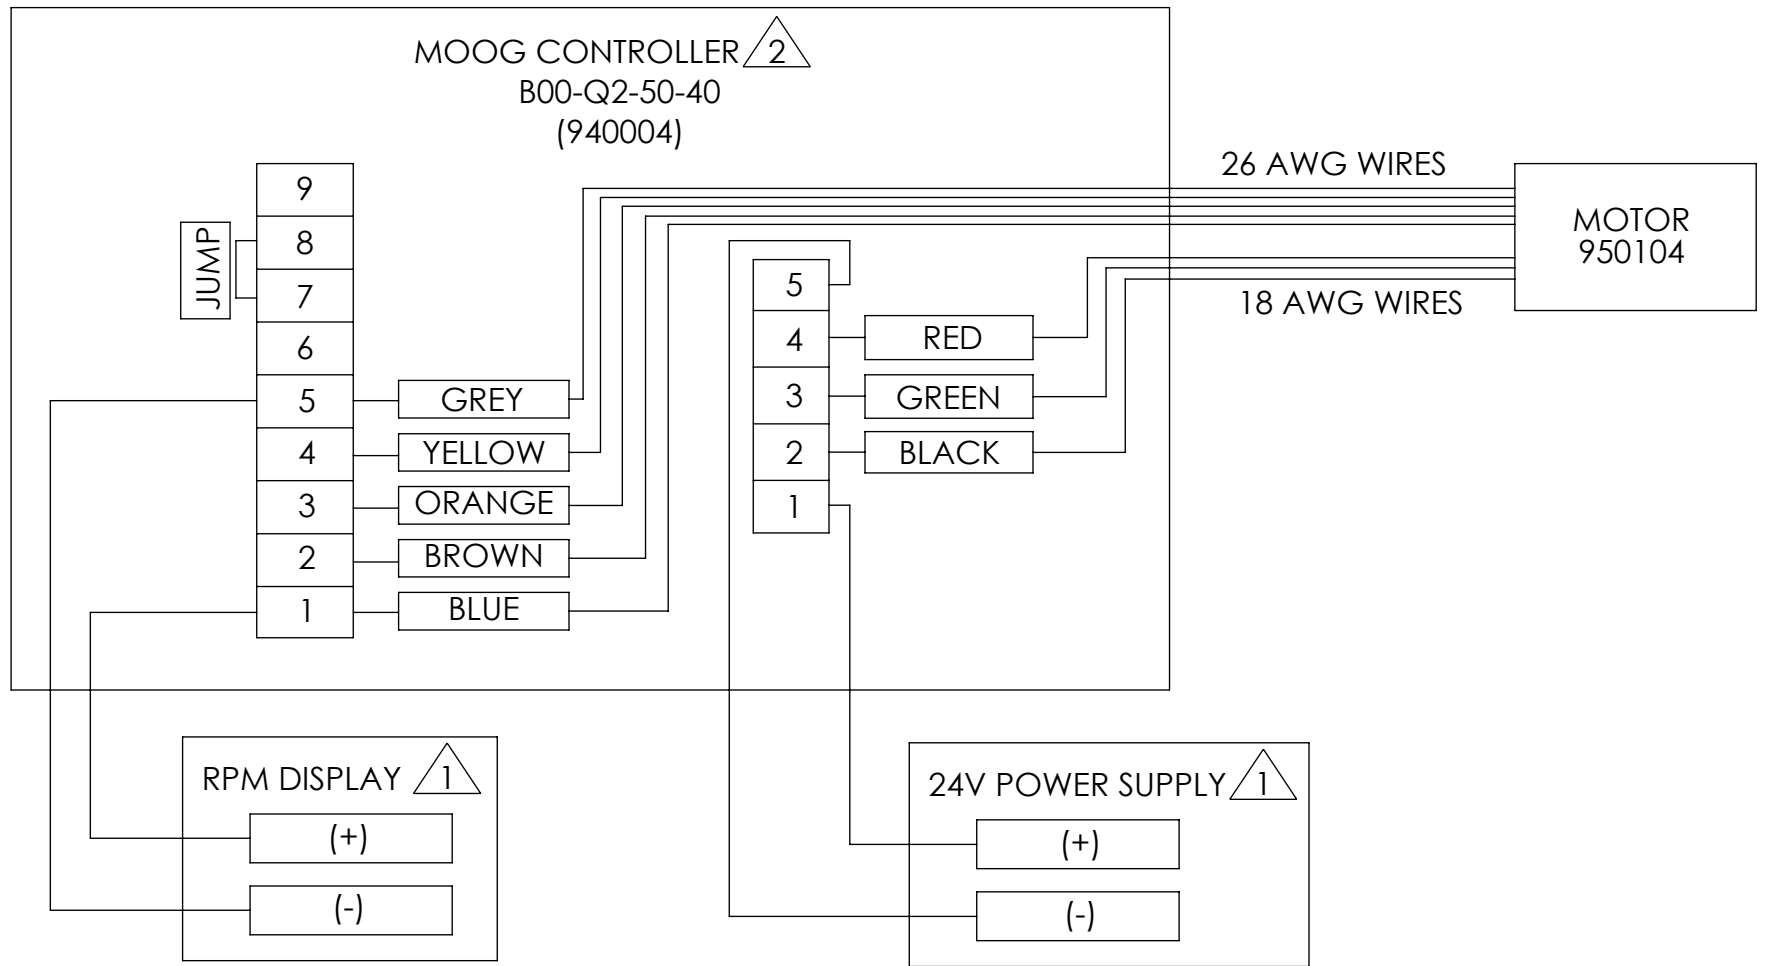 MOOG CONTROLLER 2
B00-Q2-50-40
(940004)
26 AWG WIRES
MOTOR
950104
18 AWG WIRES
JUMP
9
8
7
6
5 GREY
4 YELLOW
3 ORANGE
2 BROWN
1 BLUE
5
4 RED
3 GREEN
2 BLACK
1
RPM DISPLAY 1
(+)
(-)
24V POWER SUPPLY 1
(+)
(-)